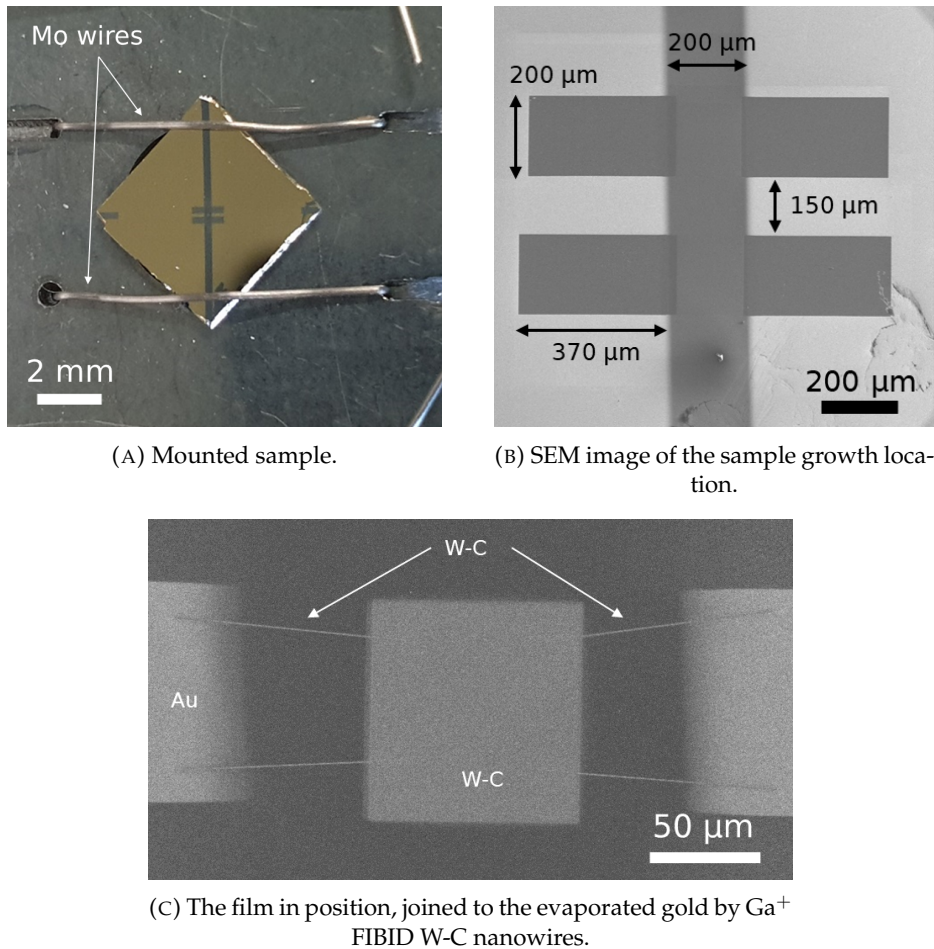 Mo wires
2 mm
200 μm
200 μm
150 μm
370 μm
200 μm
(A) Mounted sample.
(B) SEM image of the sample growth loca-
tion.
W-C
Au
W-C
50 μm
(C) The film in position, joined to the evaporated gold by Ga⁺
FIBID W-C nanowires.